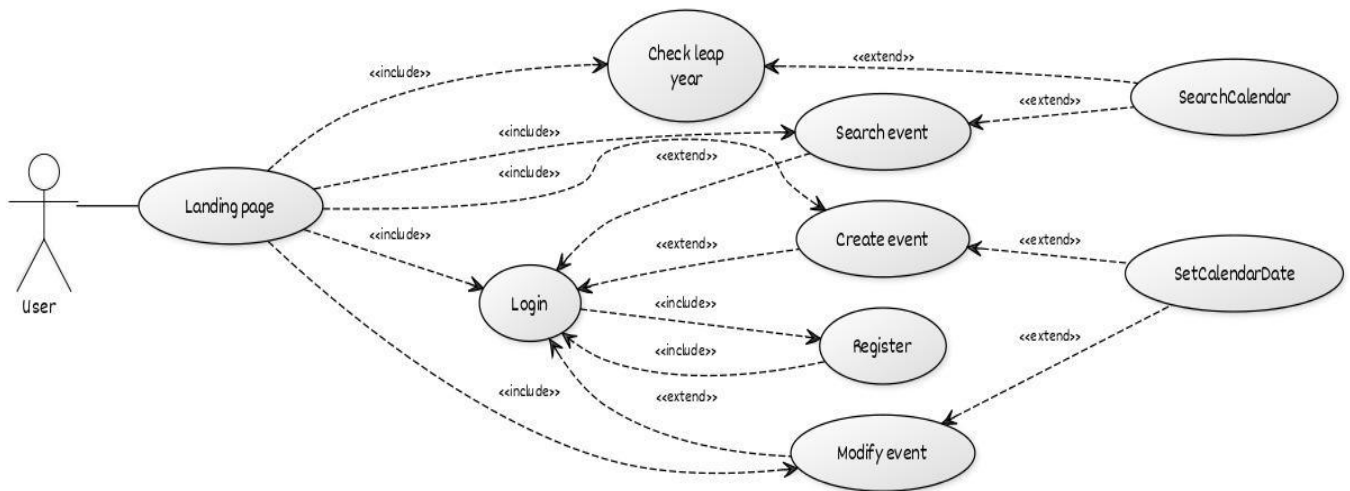 Check leap
year
<<include>>
<<extend>>
SearchCalendar
<<extend>>
<<include>>
Search event
<<extend>>
<<include>>
Landing page
<<include>>
Create event
<<extend>>
<<extend>>
SetCalendarDate
User
Login
<<include>>
Register
<<include>>
<<extend>>
<<include>>
<<extend>>
Modify event